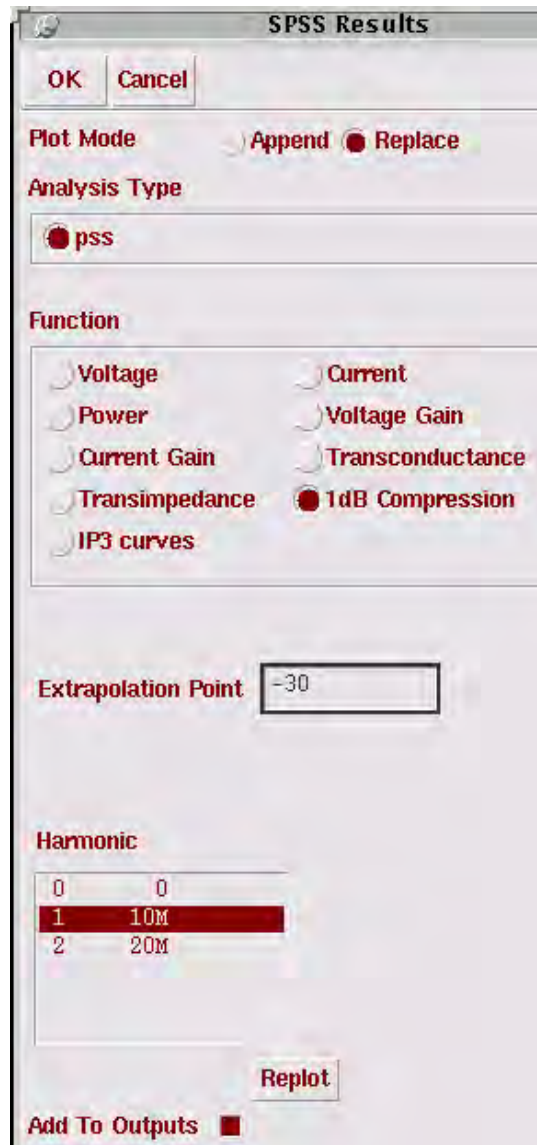 SPSS Results
OK Cancel
Plot Mode Append Replace
Analysis Type
pss
Function
Voltage Current
Power Voltage Gain
Current Gain Transconductance
Transimpedance 1dB Compression
IP3 curves
Extrapolation Point -30
Harmonic
0 0
1 10M
2 20M
Replot
Add To Outputs